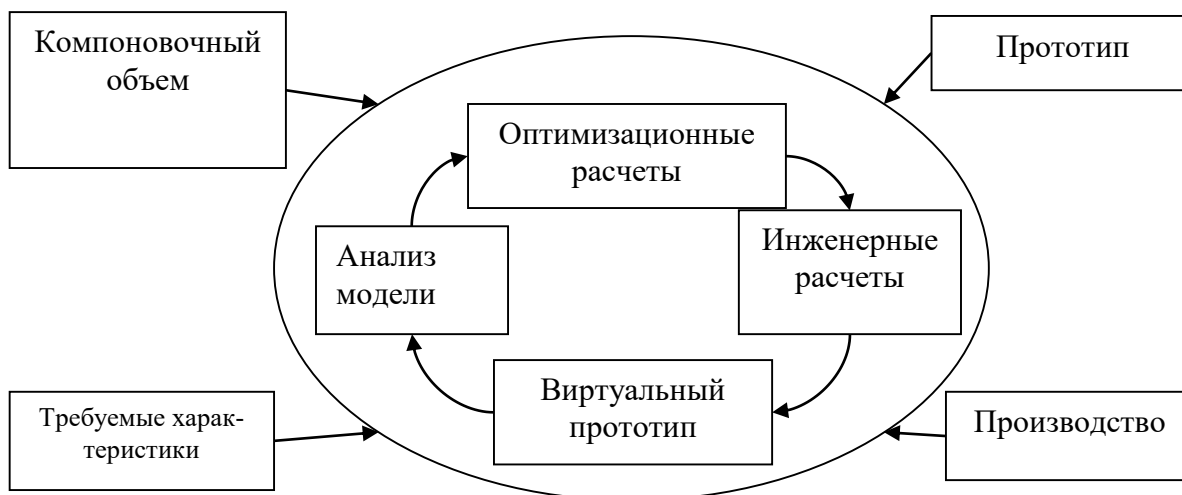 Компоновочный
объем
Прототип
Оптимизационные
расчеты
Анализ
модели
Инженерные
расчеты
Виртуальный
прототип
Требуемые харак-
теристики
Производство